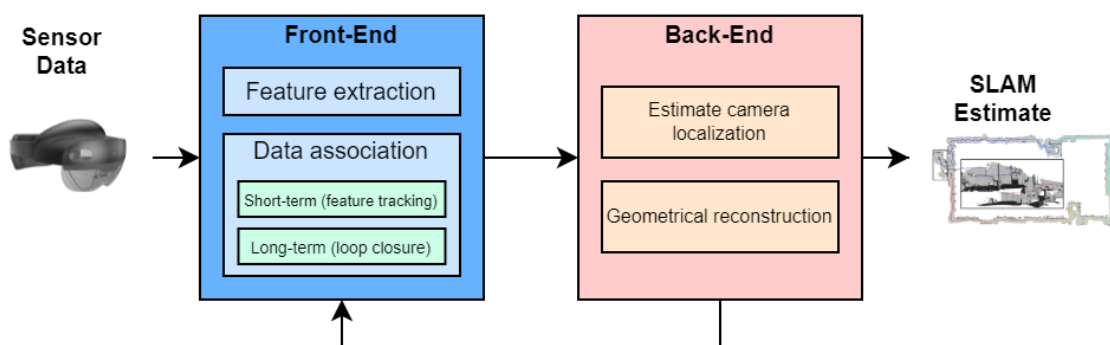 Sensor
Data
Front-End
Feature extraction
Data association
Short-term (feature tracking)
Long-term (loop closure)
Back-End
Estimate camera
localization
Geometrical reconstruction
SLAM
Estimate